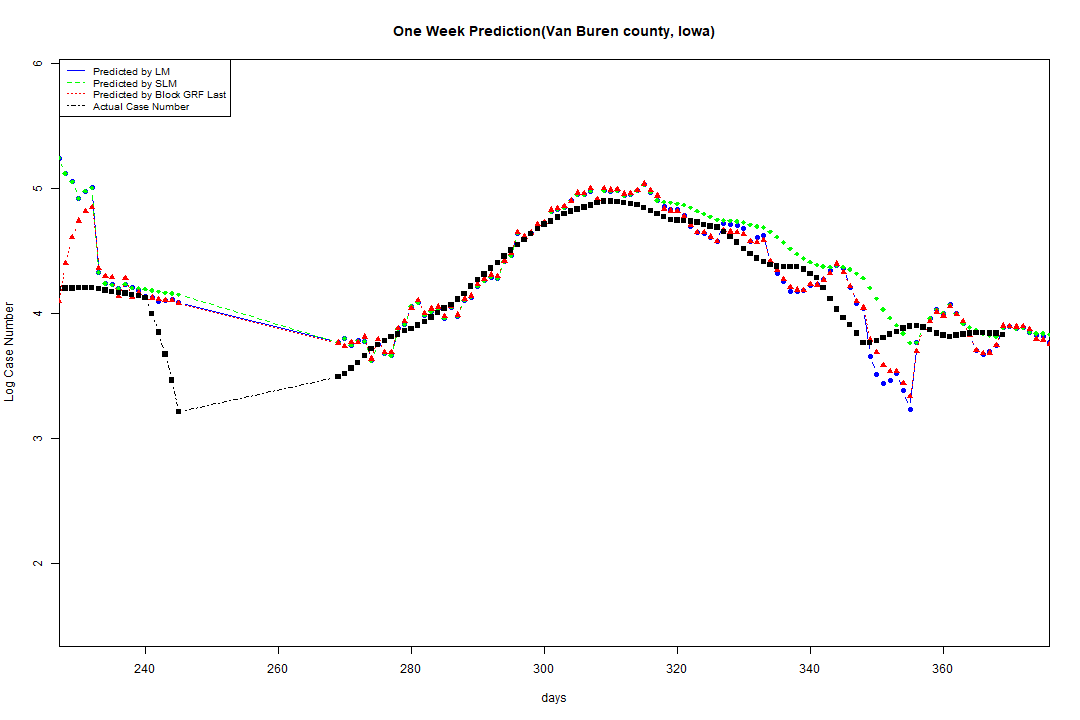 One Week Prediction(Van Buren county, Iowa)
Predicted by LM
Predicted by SLM
Predicted by Block GRF Last
Actual Case Number
6
5
4
3
2
Log Case Number
240 260 280 300 320 340 360
days